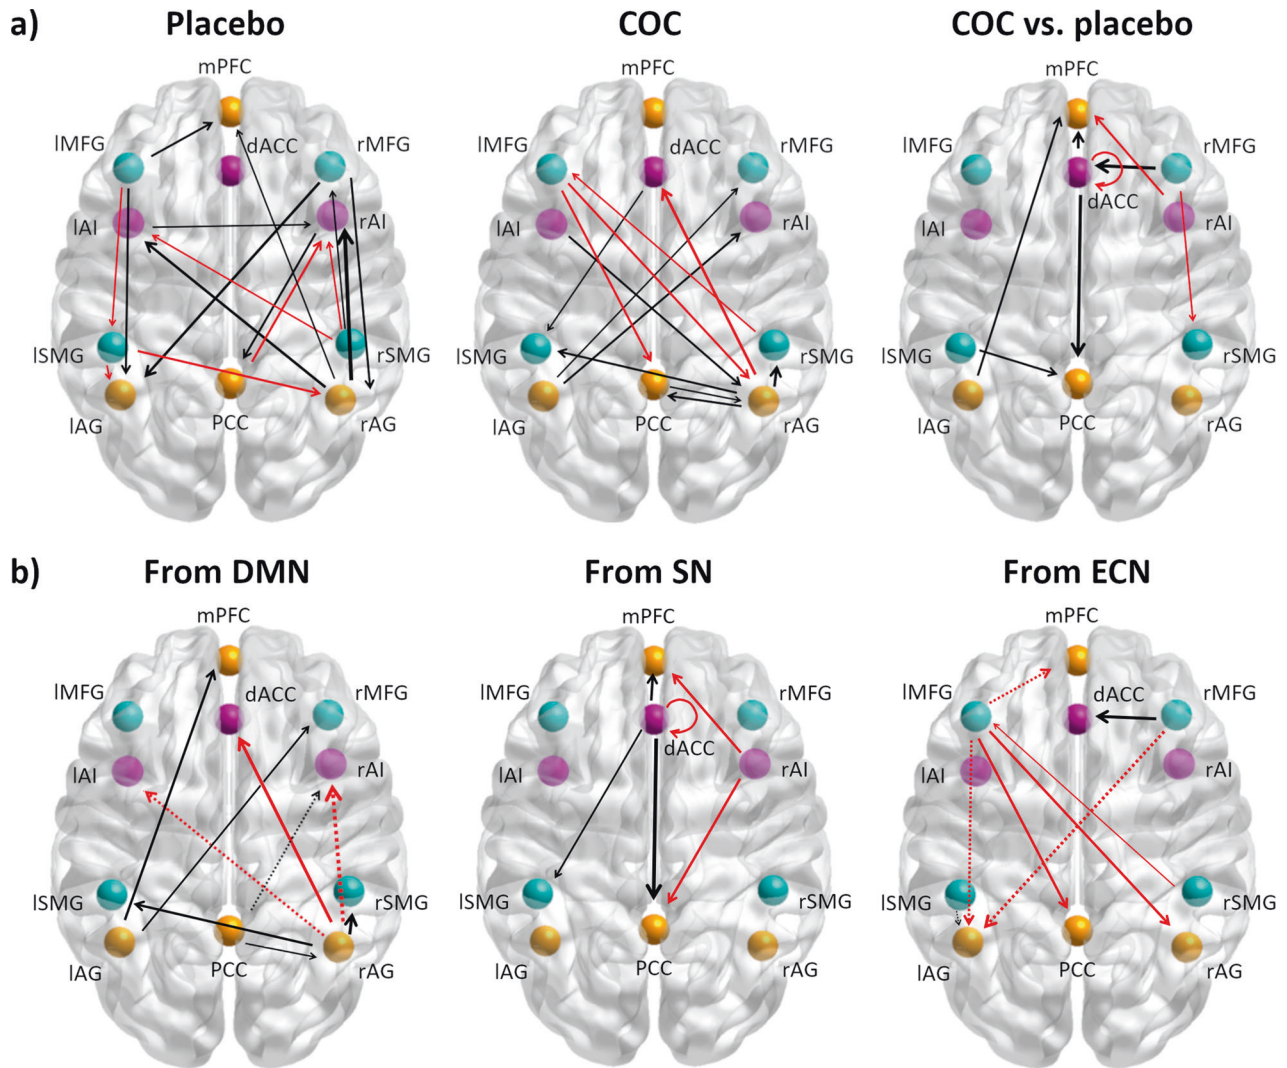 a) Placebo COC COC vs. placebo
mPFC mPFC mPFC
lMFG dACC rMFG lMFG dACC rMFG lMFG rMFG
dACC
lAI rAI lAI rAI lAI rAI
lSMG rSMG lSMG rSMG lSMG rSMG
lAG PCC rAG lAG PCC rAG lAG PCC rAG
b) From DMN From SN From ECN
mPFC mPFC mPFC
lMFG dACC rMFG lMFG rMFG lMFG dACC rMFG
dACC
lAI rAI lAI rAI lAI rAI
lSMG rSMG lSMG rSMG lSMG rSMG
lAG PCC rAG lAG PCC rAG lAG PCC rAG